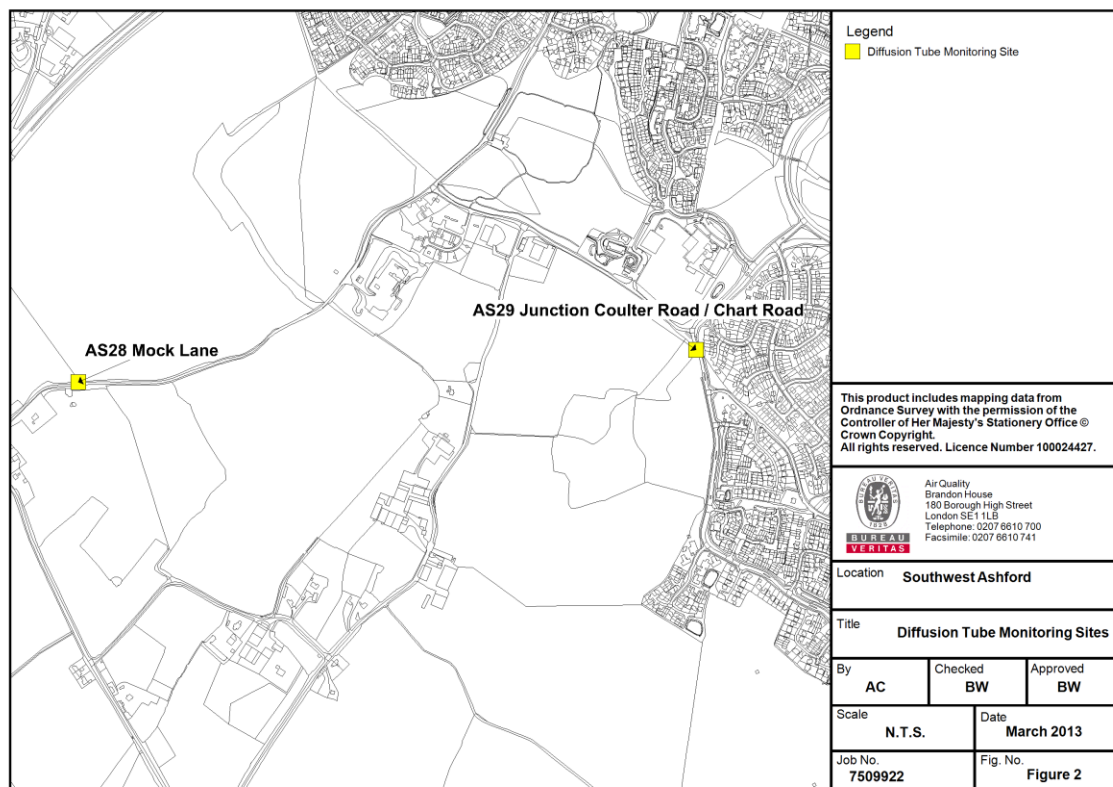 AS29 Junction Coulter Road / Chart Road
AS28 Mock Lane
Legend
Diffusion Tube Monitoring Site
This product includes mapping data from
Ordnance Survey with the permission of the
Controller of Her Majesty's Stationery Office ©
Crown Copyright.
All rights reserved. Licence Number 100024427.
BUREAU VERITAS
1828
BUREAU
VERITAS
Air Quality
Brandon House
180 Borough High Street
London SE1 1LB
Telephone: 0207 6610 700
Facsimile: 0207 6610 741
Location Southwest Ashford
Title Diffusion Tube Monitoring Sites
By Checked Approved
AC BW BW
Scale Date
N.T.S. March 2013
Job No. Fig. No.
7509922 Figure 2